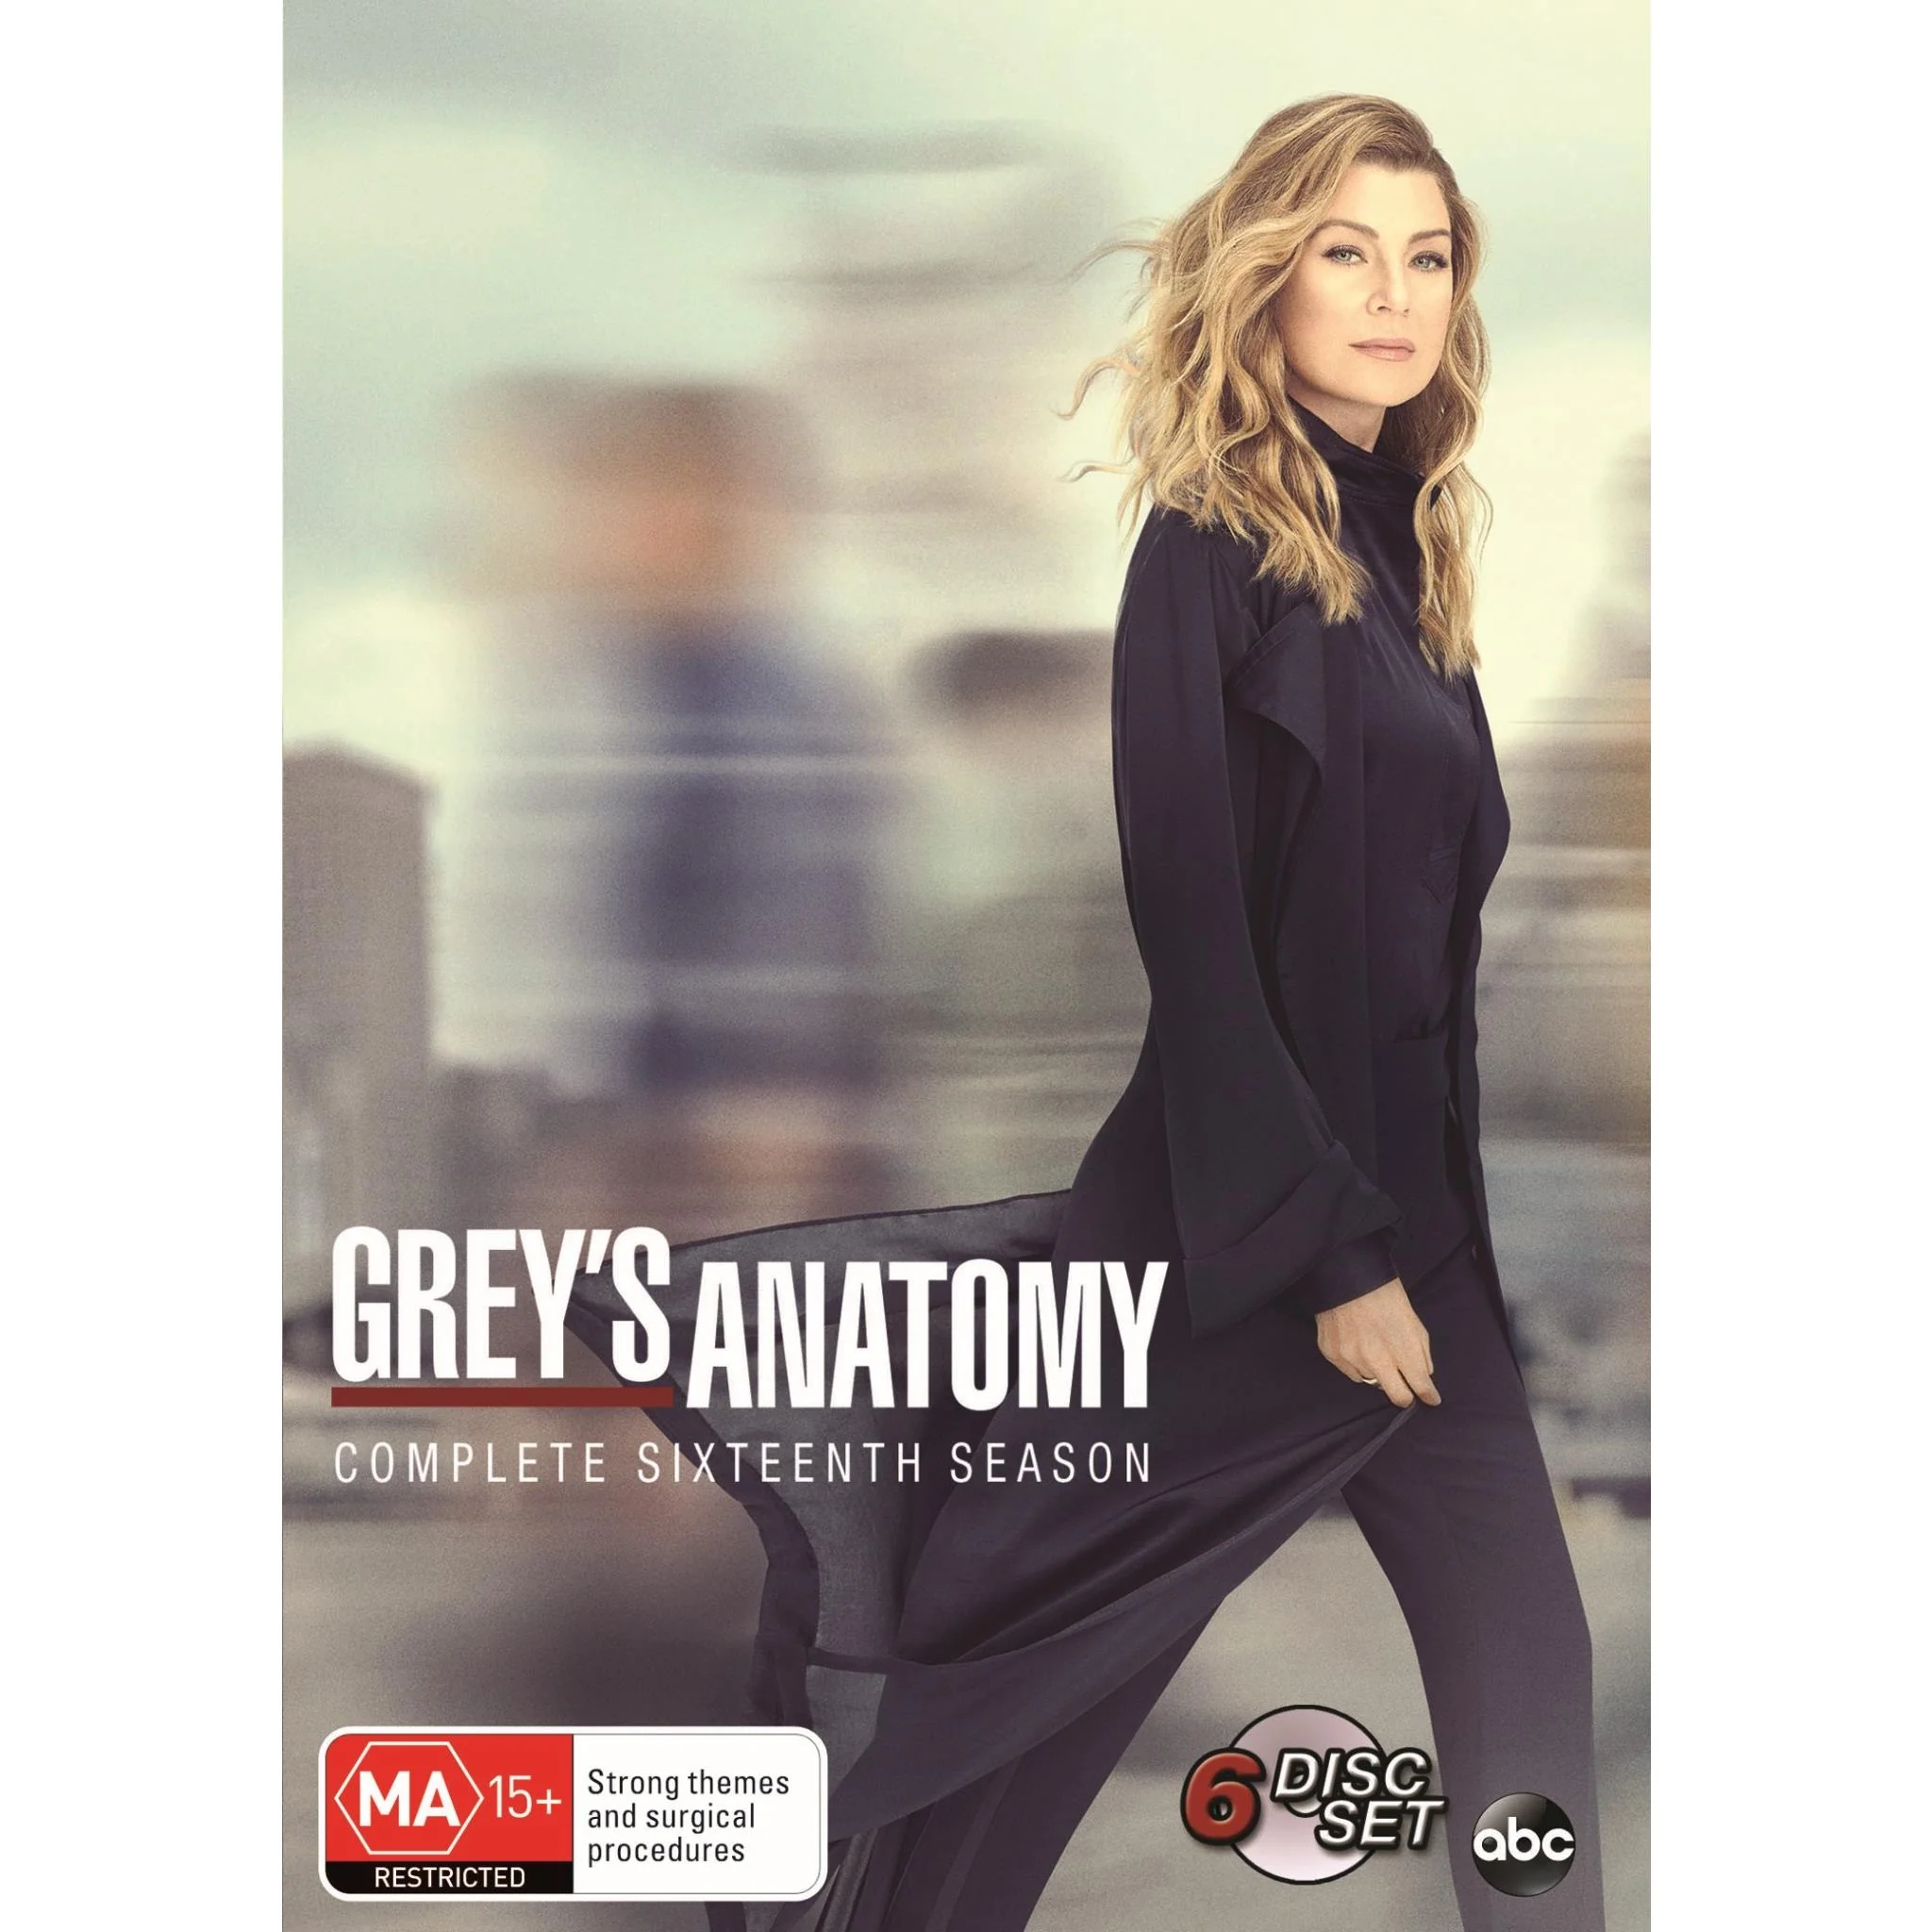 GREY'S ANATOMY
COMPLETE SIXTEENTH SEASON
MA 15+
RESTRICTED
Strong themes
and surgical
procedures
6 DISC
SET
abc